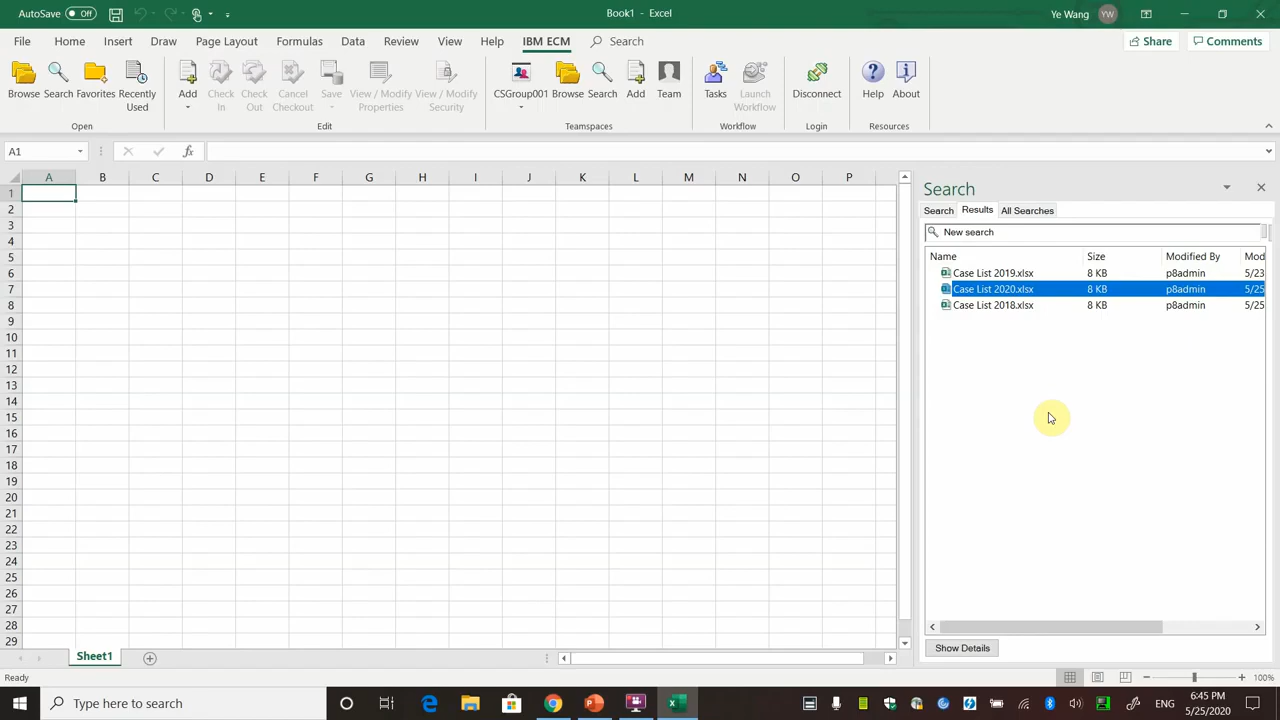 AutoSave Off Book1 - Excel Ye Wang YW
File Home Insert Draw Page Layout Formulas Data Review View Help IBM ECM Search Share Comments
Browse Search Favorites Recently Used Add Check In Check Out Cancel Checkout Save View / Modify Properties View / Modify Security CSGroup001 Browse Search Add Team Tasks Launch Workflow Disconnect Help About
Open Edit Teamspaces Workflow Login Resources
A1 fx
A B C D E F G H I J K L M N O P
1
2
3
4
5
6
7
8
9
10
11
12
13
14
15
16
17
18
19
20
21
22
23
24
25
26
27
28
29
Search
Search Results All Searches
New search
Name Size Modified By Mod
Case List 2019.xlsx 8 KB p8admin 5/23
Case List 2020.xlsx 8 KB p8admin 5/25
Case List 2018.xlsx 8 KB p8admin 5/25
Show Details
Sheet1
Ready 100%
Type here to search 6:45 PM
5/25/2020